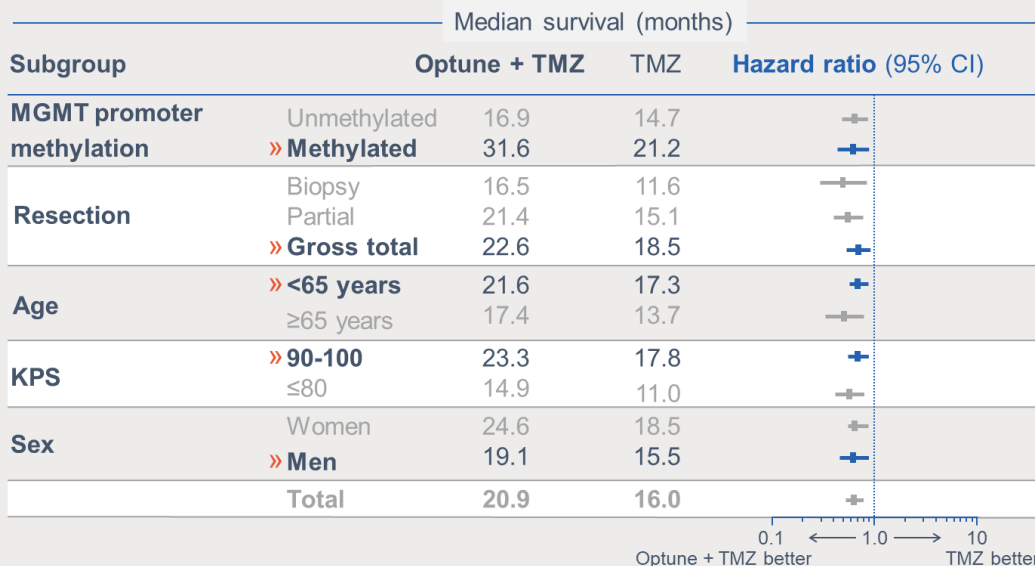 Median survival (months)
Subgroup Optune + TMZ TMZ Hazard ratio (95% CI)
MGMT promoter methylation
Unmethylated 16.9 14.7
» Methylated 31.6 21.2
Resection
Biopsy 16.5 11.6
Partial 21.4 15.1
» Gross total 22.6 18.5
Age
» <65 years 21.6 17.3
≥65 years 17.4 13.7
KPS
» 90-100 23.3 17.8
≤80 14.9 11.0
Sex
Women 24.6 18.5
» Men 19.1 15.5
Total 20.9 16.0
0.1 1.0 10
Optune + TMZ better TMZ better